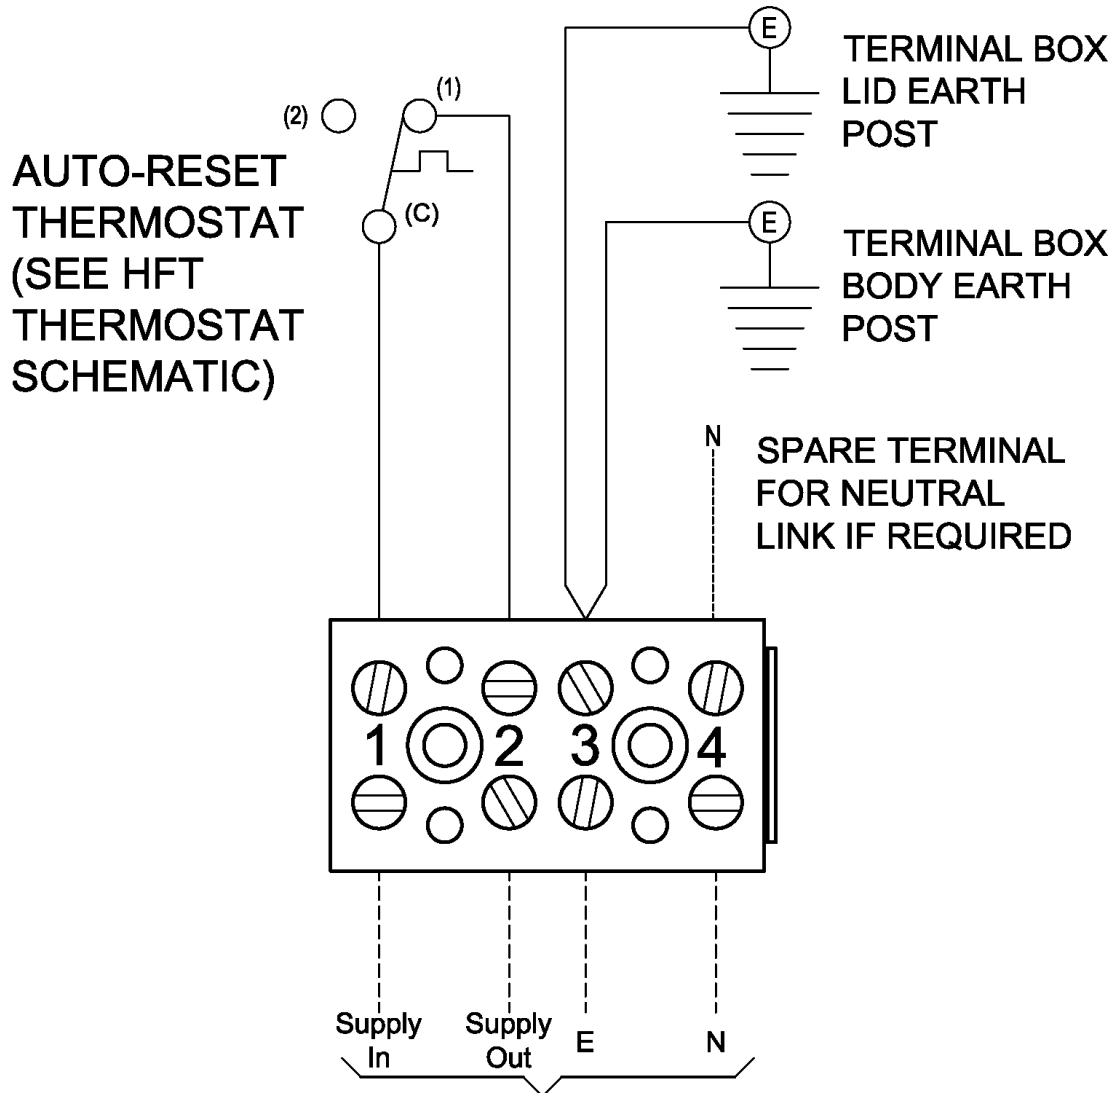 E
TERMINAL BOX
LID EARTH
POST
(1)
(2)
AUTO-RESET
THERMOSTAT
(SEE HFT
THERMOSTAT
SCHEMATIC)
(C)
E
TERMINAL BOX
BODY EARTH
POST
N
SPARE TERMINAL
FOR NEUTRAL
LINK IF REQUIRED
1 2 3 4
Supply
In
Supply
Out
E
N